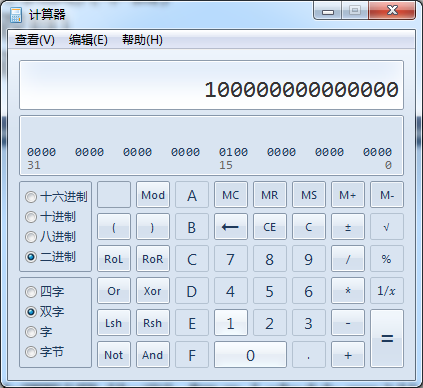 计算器
查看(V) 编辑(E) 帮助(H)
100000000000000
0000 0000 0000 0000 0100 0000 0000 0000
31 15 0
十六进制 Mod A MC MR MS M+ M-
十进制 ( ) B ← CE C ± √
八进制
二进制 RoL RoR C 7 8 9 / %
四字 Or Xor D 4 5 6 * 1/x
双字
字 Lsh Rsh E 1 2 3 - =
字节 Not And F 0 . +